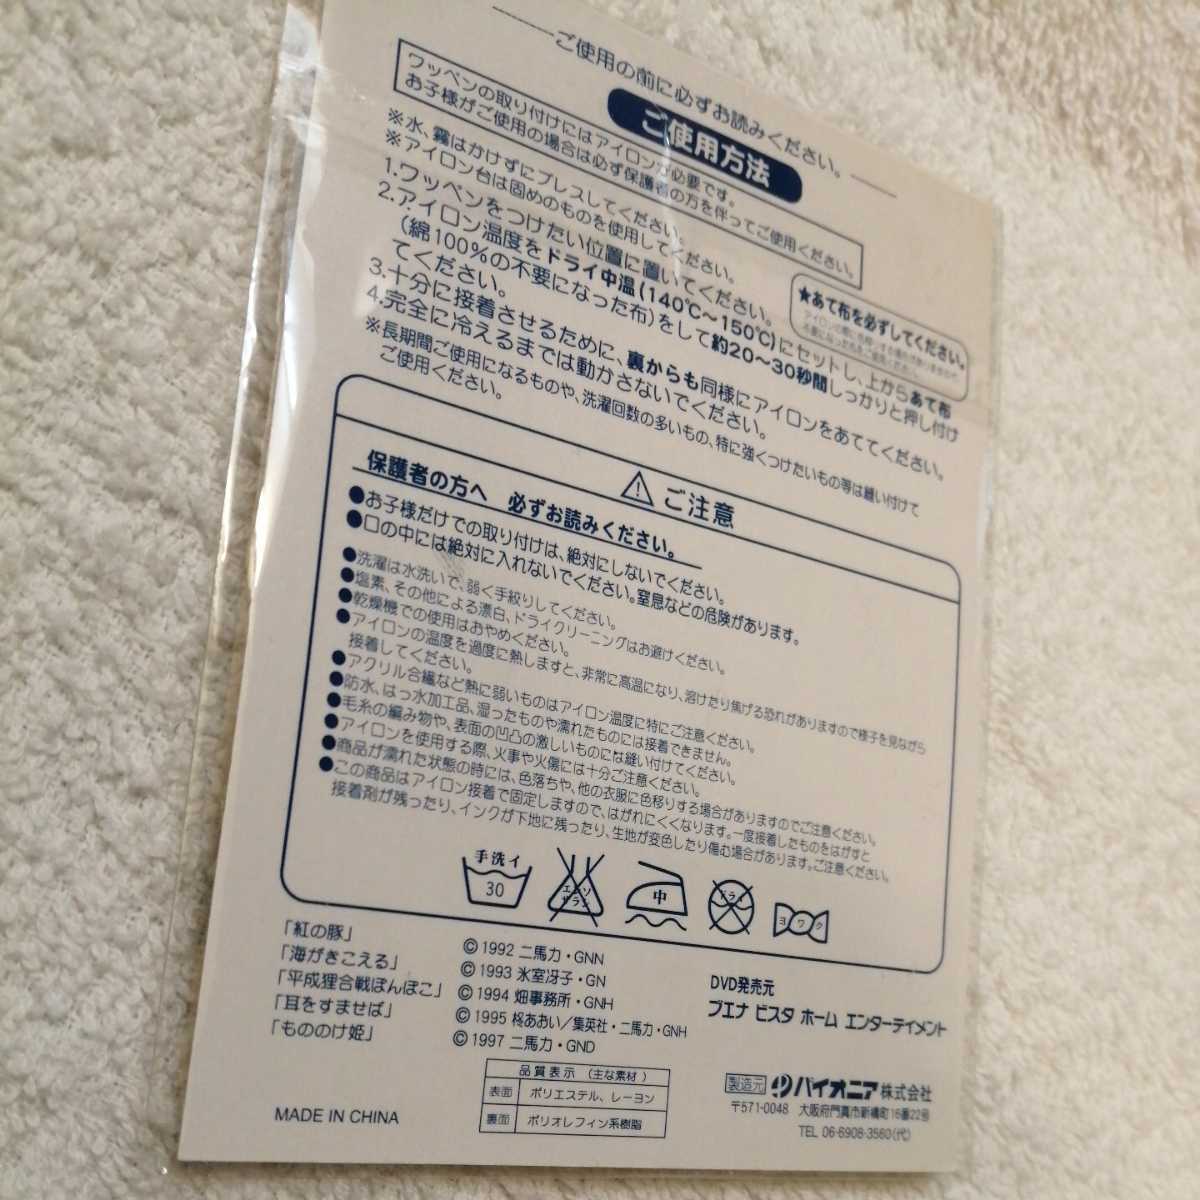 ご使用の前に必ずお読みください。
ご使用方法
ワッペンの取り付けにはアイロンが必要です。
お子様がご使用の場合は必ず保護者の方を伴ってご使用ください。
※水、霧はかけずにプレスしてください。
※アイロン台は固めのものを使用してください。
★あて布を必ずしてください。
1.ワッペンをつけたい位置に置いてください。
2.アイロン温度をドライ中温(140℃～150℃)にセットし、上からあて布
(綿100%の不要になった布)をして約20～30秒間しっかりと押し付け
てください。
3.十分に接着させるために、裏からも同様にアイロンをあててください。
4.完全に冷えるまでは動かさないでください。
※長期間ご使用になるものや、洗濯回数の多いもの、特に強くつけたいもの等は縫い付けて
ご使用ください。
⚠ご注意
保護者の方へ 必ずお読みください。
●お子様だけでの取り付けは、絶対にしないでください。
●口の中には絶対に入れないでください。窒息などの危険があります。
●洗濯は水洗いで、弱く手絞りしてください。
●塩素、その他による漂白、ドライクリーニングはお避けください。
●乾燥機での使用はおやめください。
●アイロンの温度を過度に熱しますと、非常に高温になり、溶けたり焦げる恐れがありますので様子を見ながら
接着してください。
●アクリル合繊など熱に弱いものはアイロン温度に特にご注意ください。
●防水、はっ水加工品、湿ったものや濡れたものには接着できません。
●毛糸の編み物や、表面の凹凸の激しいものには縫い付けてください。
●アイロンを使用する際、火事や火傷には十分ご注意ください。
●商品が濡れた状態の時には、色落ちや、他の衣服に色移りする場合がありますのでご注意ください。
●この商品はアイロン接着で固定しますので、はがれにくくなります。一度接着したものをはがすと
接着剤が残ったり、インクが下地に残ったり、生地が変色したり傷む場合があります。ご注意ください。
手洗イ
30
エンソ
サラシ
中
ドライ
ヨワク
「紅の豚」 ©1992 二馬力・GNN
「海がきこえる」 ©1993 氷室冴子・GN
「平成狸合戦ぽんぽこ」 ©1994 畑事務所・GNH
「耳をすませば」 ©1995 柊あおい/集英社・二馬力・GNH
「もののけ姫」 ©1997 二馬力・GND
DVD発売元
ブエナ ビスタ ホーム エンターテイメント
品質表示 (主な素材)
表面 ポリエステル、レーヨン
裏面 ポリオレフィン系樹脂
MADE IN CHINA
製造元 パイオニア株式会社
〒571-0048 大阪府門真市新橋町16番22号
TEL 06-6908-3560(代)